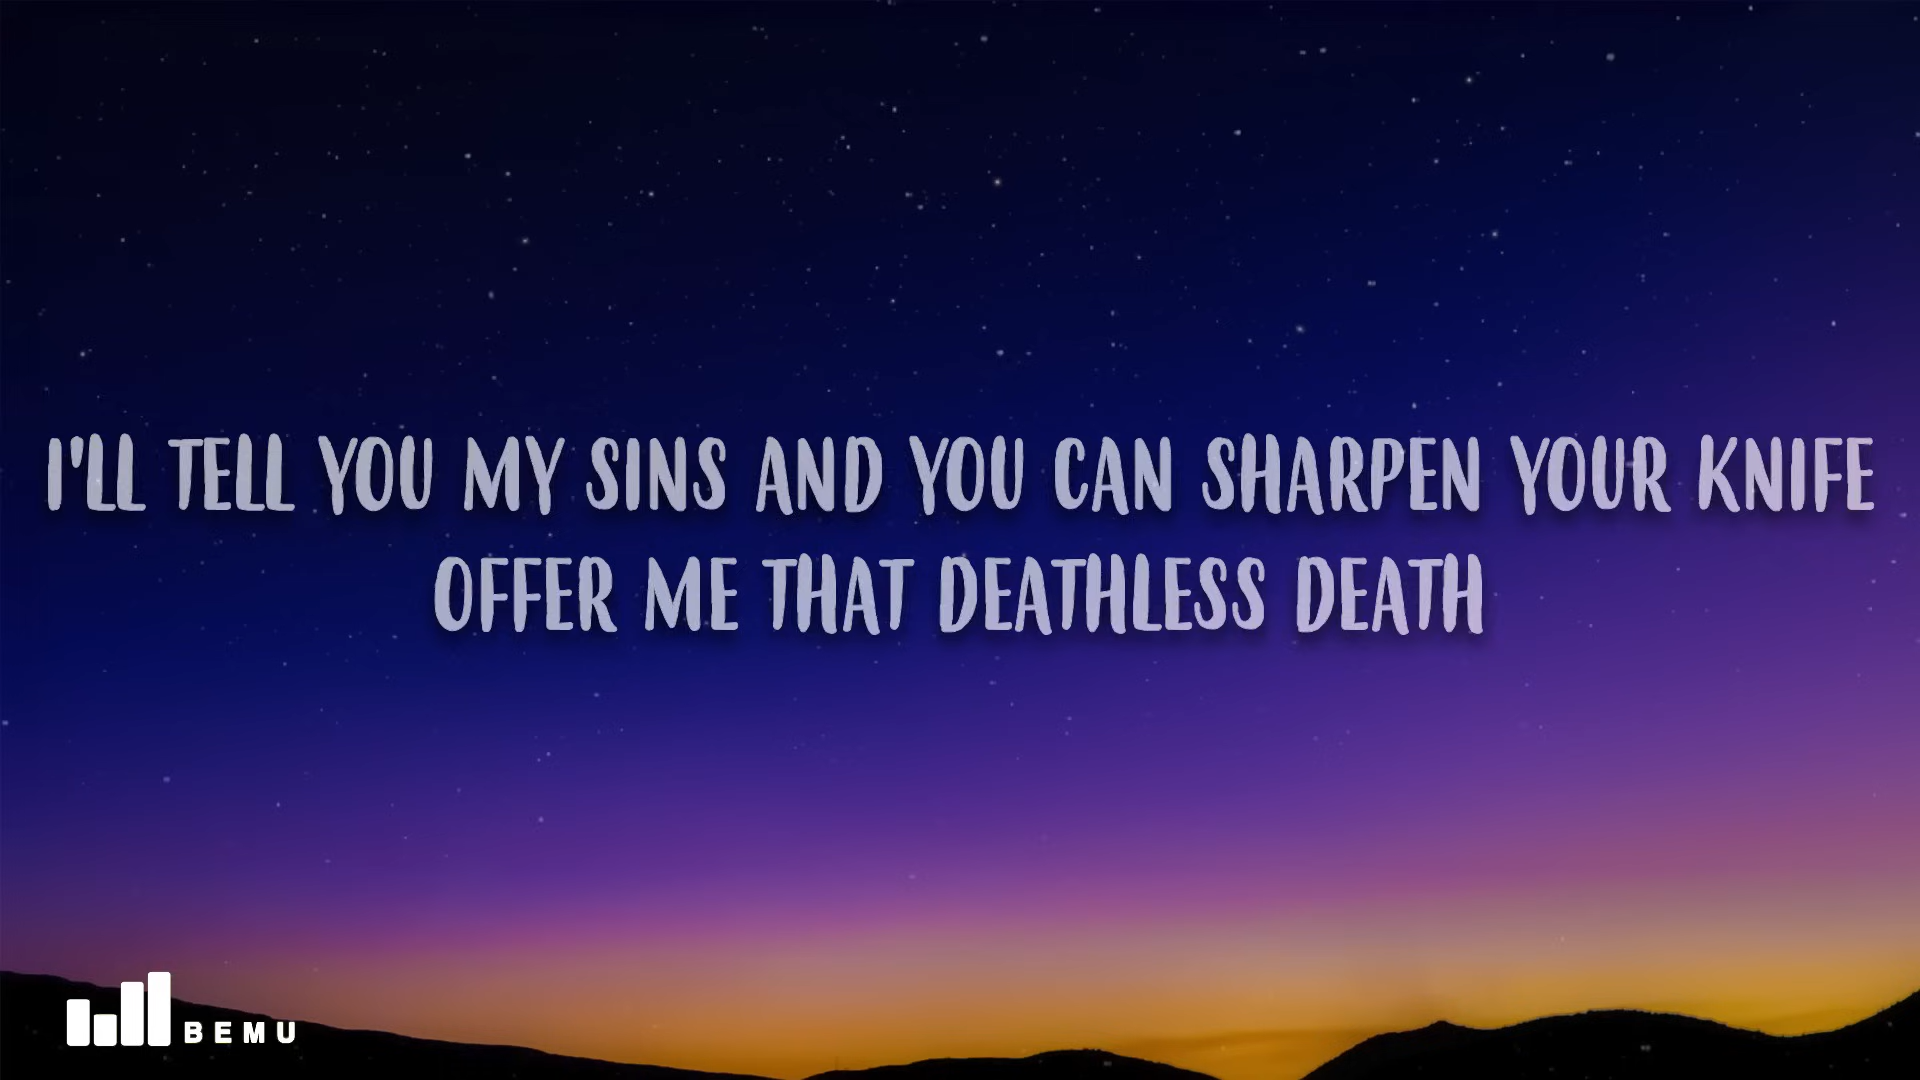 I'LL TELL YOU MY SINS AND YOU CAN SHARPEN YOUR KNIFE
OFFER ME THAT DEATHLESS DEATH
BEMU